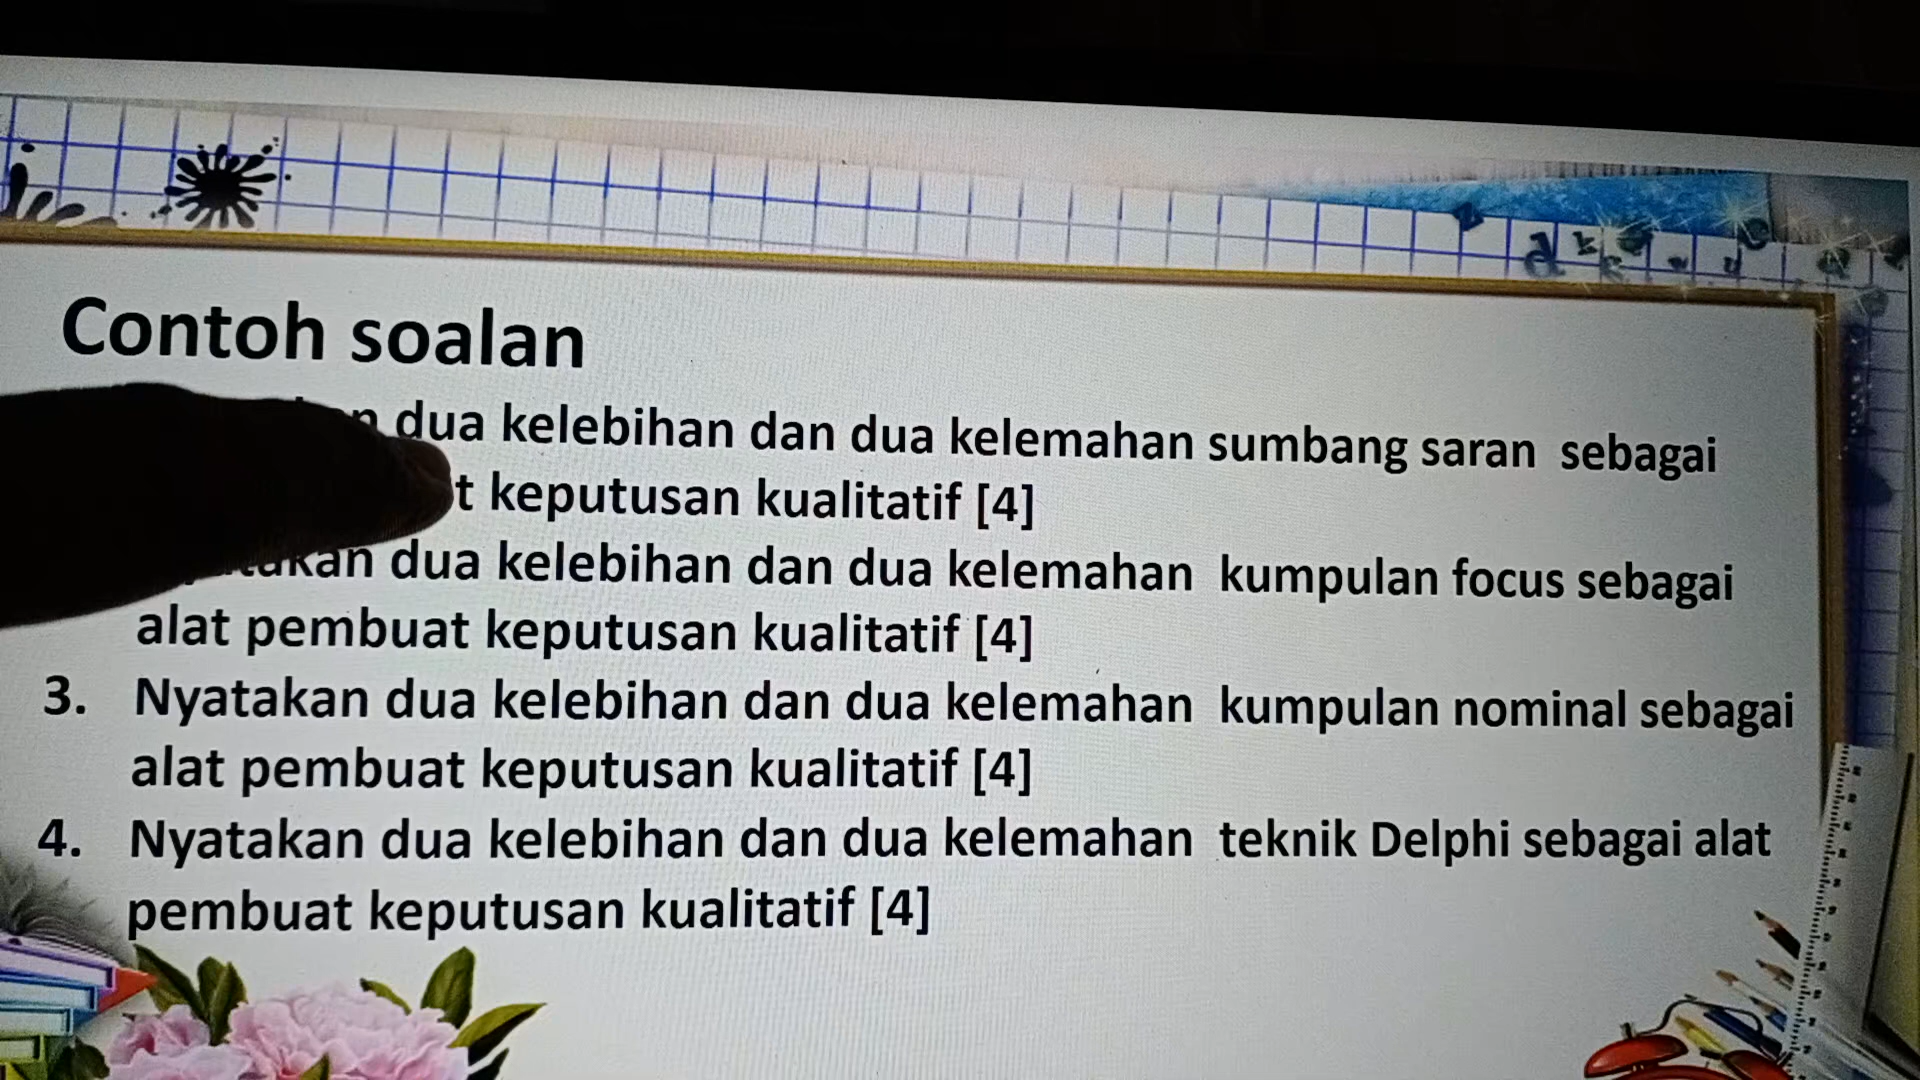 Contoh soalan
dua kelebihan dan dua kelemahan sumbang saran sebagai
keputusan kualitatif [4]
dua kelebihan dan dua kelemahan kumpulan focus sebagai
alat pembuat keputusan kualitatif [4]
3. Nyatakan dua kelebihan dan dua kelemahan kumpulan nominal sebagai
alat pembuat keputusan kualitatif [4]
4. Nyatakan dua kelebihan dan dua kelemahan teknik Delphi sebagai alat
pembuat keputusan kualitatif [4]